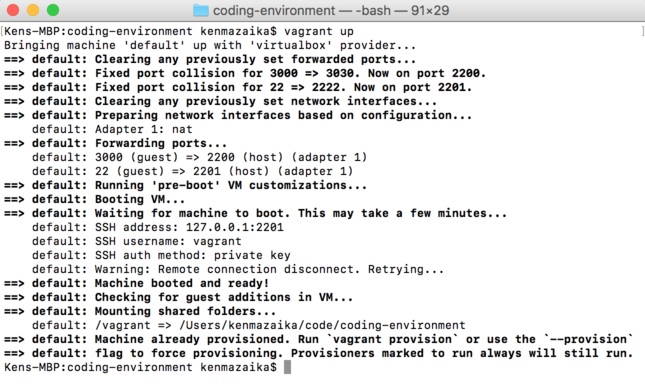 coding-environment — -bash — 91×29
[Kens-MBP:coding-environment kenmazaika$ vagrant up ]
Bringing machine 'default' up with 'virtualbox' provider...
==> default: Clearing any previously set forwarded ports...
==> default: Fixed port collision for 3000 => 3030. Now on port 2200.
==> default: Fixed port collision for 22 => 2222. Now on port 2201.
==> default: Clearing any previously set network interfaces...
==> default: Preparing network interfaces based on configuration...
    default: Adapter 1: nat
==> default: Forwarding ports...
    default: 3000 (guest) => 2200 (host) (adapter 1)
    default: 22 (guest) => 2201 (host) (adapter 1)
==> default: Running 'pre-boot' VM customizations...
==> default: Booting VM...
==> default: Waiting for machine to boot. This may take a few minutes...
    default: SSH address: 127.0.0.1:2201
    default: SSH username: vagrant
    default: SSH auth method: private key
    default: Warning: Remote connection disconnect. Retrying...
==> default: Machine booted and ready!
==> default: Checking for guest additions in VM...
==> default: Mounting shared folders...
    default: /vagrant => /Users/kenmazaika/code/coding-environment
==> default: Machine already provisioned. Run `vagrant provision` or use the `--provision`
==> default: flag to force provisioning. Provisioners marked to run always will still run.
Kens-MBP:coding-environment kenmazaika$